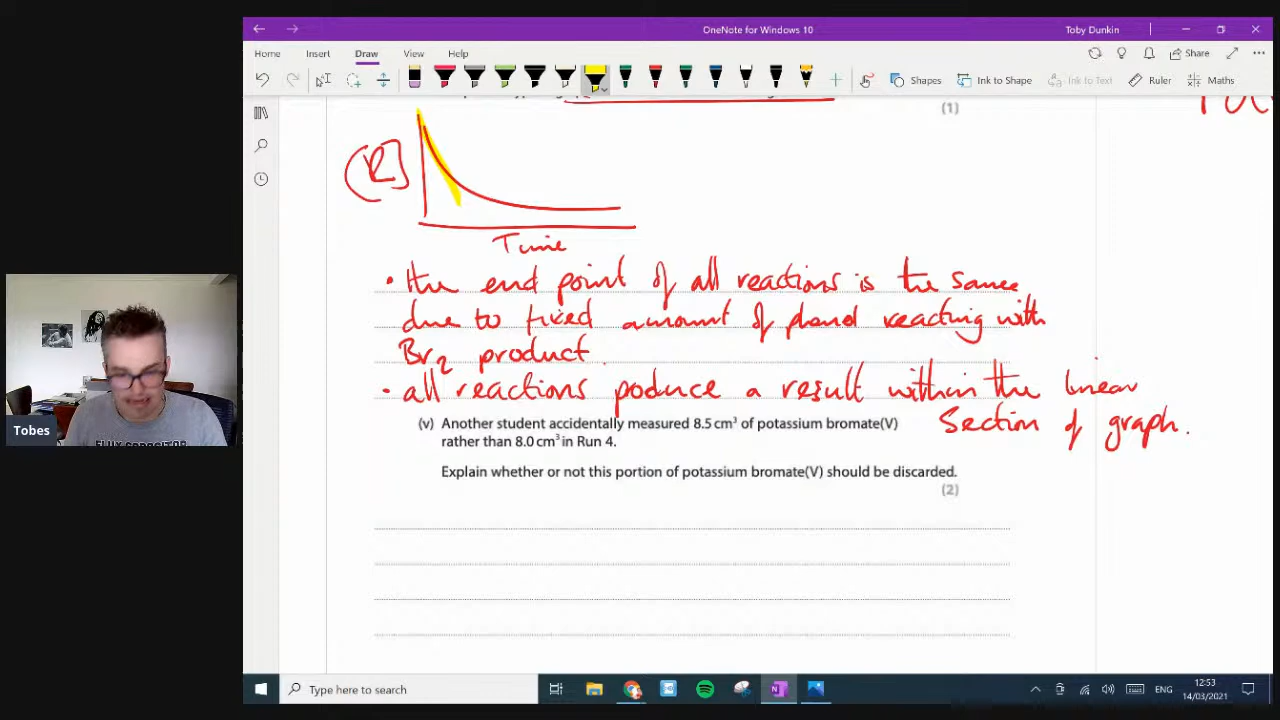 OneNote for Windows 10
Toby Dunkin
Home Insert Draw View Help
Share
Shapes Ink to Shape Ink to Text Ruler Maths
(1)
[R]
Time
• the end point of all reactions is the same
due to fixed amount of phenol reacting with
Br2 product.
• all reactions poduce a result within the linear
Section of graph.
(v) Another student accidentally measured 8.5 cm³ of potassium bromate(V)
rather than 8.0 cm³ in Run 4.
Explain whether or not this portion of potassium bromate(V) should be discarded.
(2)
Tobes
Type here to search
ENG
12:53
14/03/2021